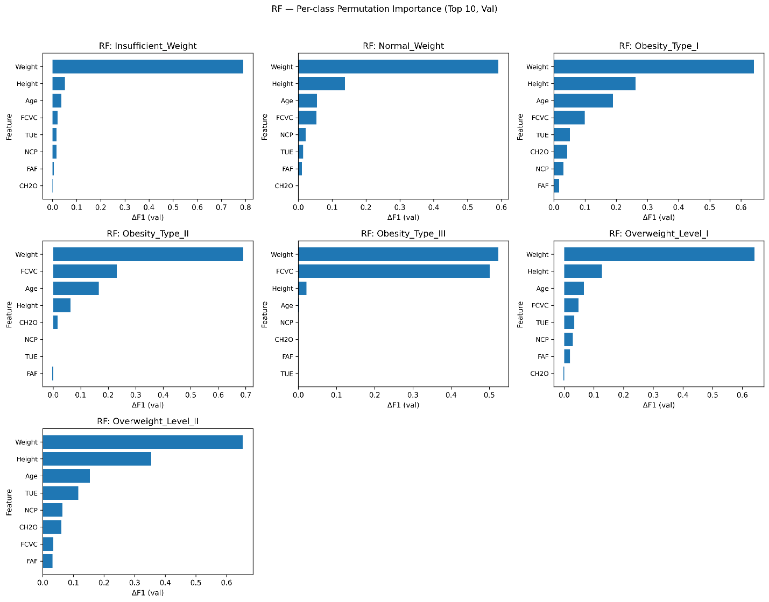 RF — Per-class Permutation Importance (Top 10, Val)
RF: Insufficient_Weight
Feature
Weight
Height
Age
FCVC
TUE
NCP
FAF
CH2O
0.0 0.1 0.2 0.3 0.4 0.5 0.6 0.7 0.8
ΔF1 (val)
RF: Normal_Weight
Feature
Weight
Height
Age
FCVC
NCP
TUE
FAF
CH2O
0.0 0.1 0.2 0.3 0.4 0.5 0.6
ΔF1 (val)
RF: Obesity_Type_I
Feature
Weight
Height
Age
FCVC
TUE
CH2O
NCP
FAF
0.0 0.1 0.2 0.3 0.4 0.5 0.6
ΔF1 (val)
RF: Obesity_Type_II
Feature
Weight
FCVC
Age
Height
CH2O
NCP
TUE
FAF
0.0 0.1 0.2 0.3 0.4 0.5 0.6 0.7
ΔF1 (val)
RF: Obesity_Type_III
Feature
Weight
FCVC
Height
Age
NCP
CH2O
FAF
TUE
0.0 0.1 0.2 0.3 0.4 0.5
ΔF1 (val)
RF: Overweight_Level_I
Feature
Weight
Height
Age
FCVC
TUE
NCP
FAF
CH2O
0.0 0.1 0.2 0.3 0.4 0.5 0.6
ΔF1 (val)
RF: Overweight_Level_II
Feature
Weight
Height
Age
TUE
NCP
CH2O
FCVC
FAF
0.0 0.1 0.2 0.3 0.4 0.5 0.6
ΔF1 (val)